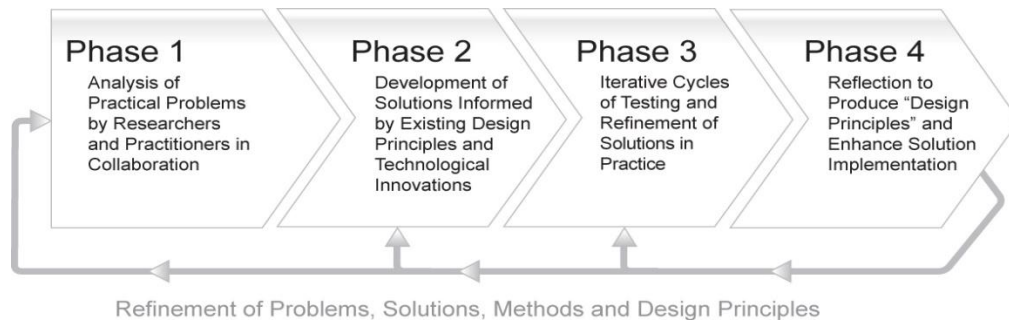 Phase 1
Analysis of
Practical Problems
by Researchers
and Practitioners in
Collaboration
Phase 2
Development of
Solutions Informed
by Existing Design
Principles and
Technological
Innovations
Phase 3
Iterative Cycles
of Testing and
Refinement of
Solutions in
Practice
Phase 4
Reflection to
Produce “Design
Principles” and
Enhance Solution
Implementation
Refinement of Problems, Solutions, Methods and Design Principles